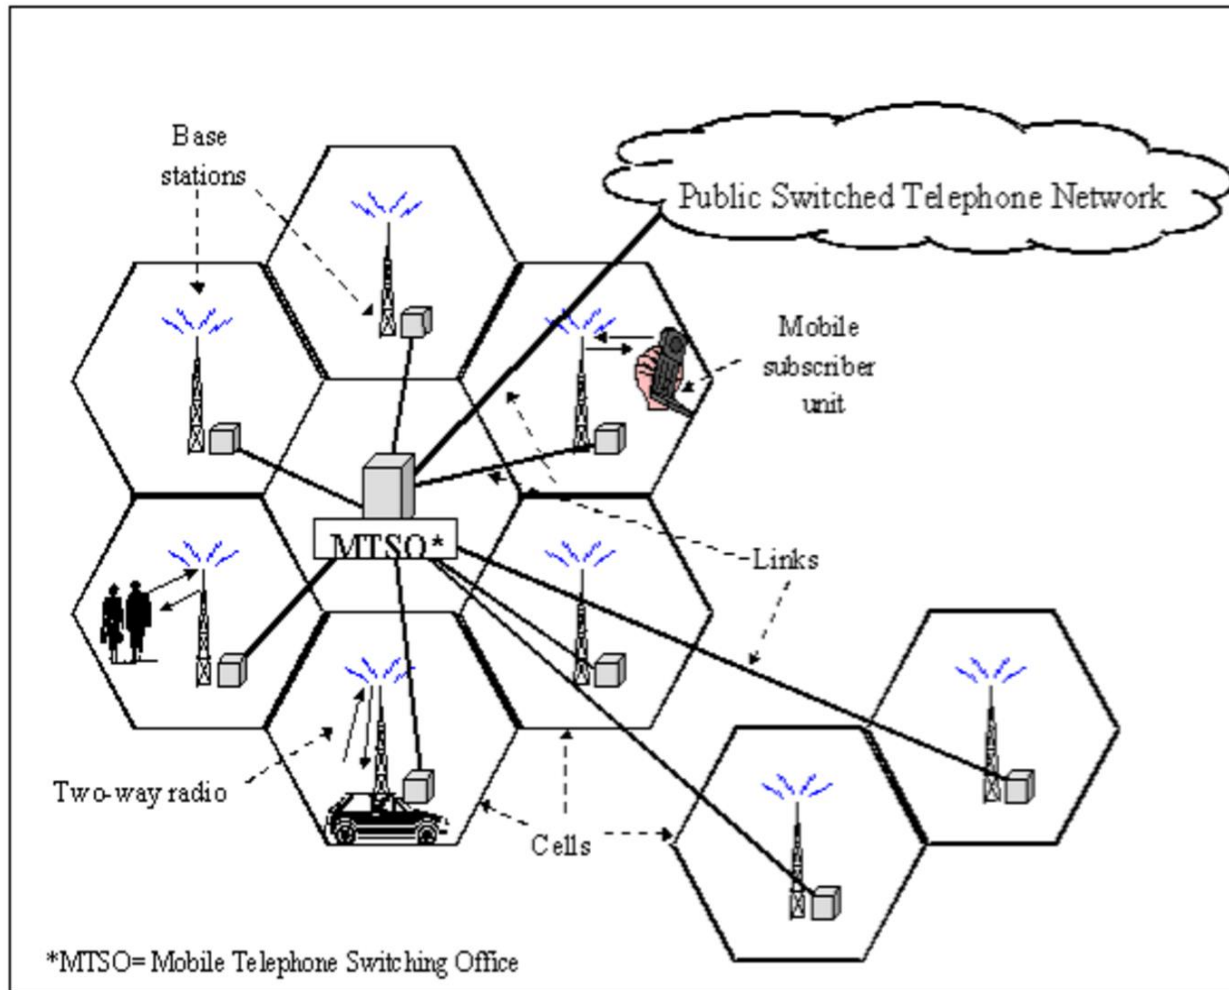 Base
stations
Public Switched Telephone Network
Mobile
subscriber
unit
MTSO*
Links
Two-way radio
Cells
*MTSO= Mobile Telephone Switching Office